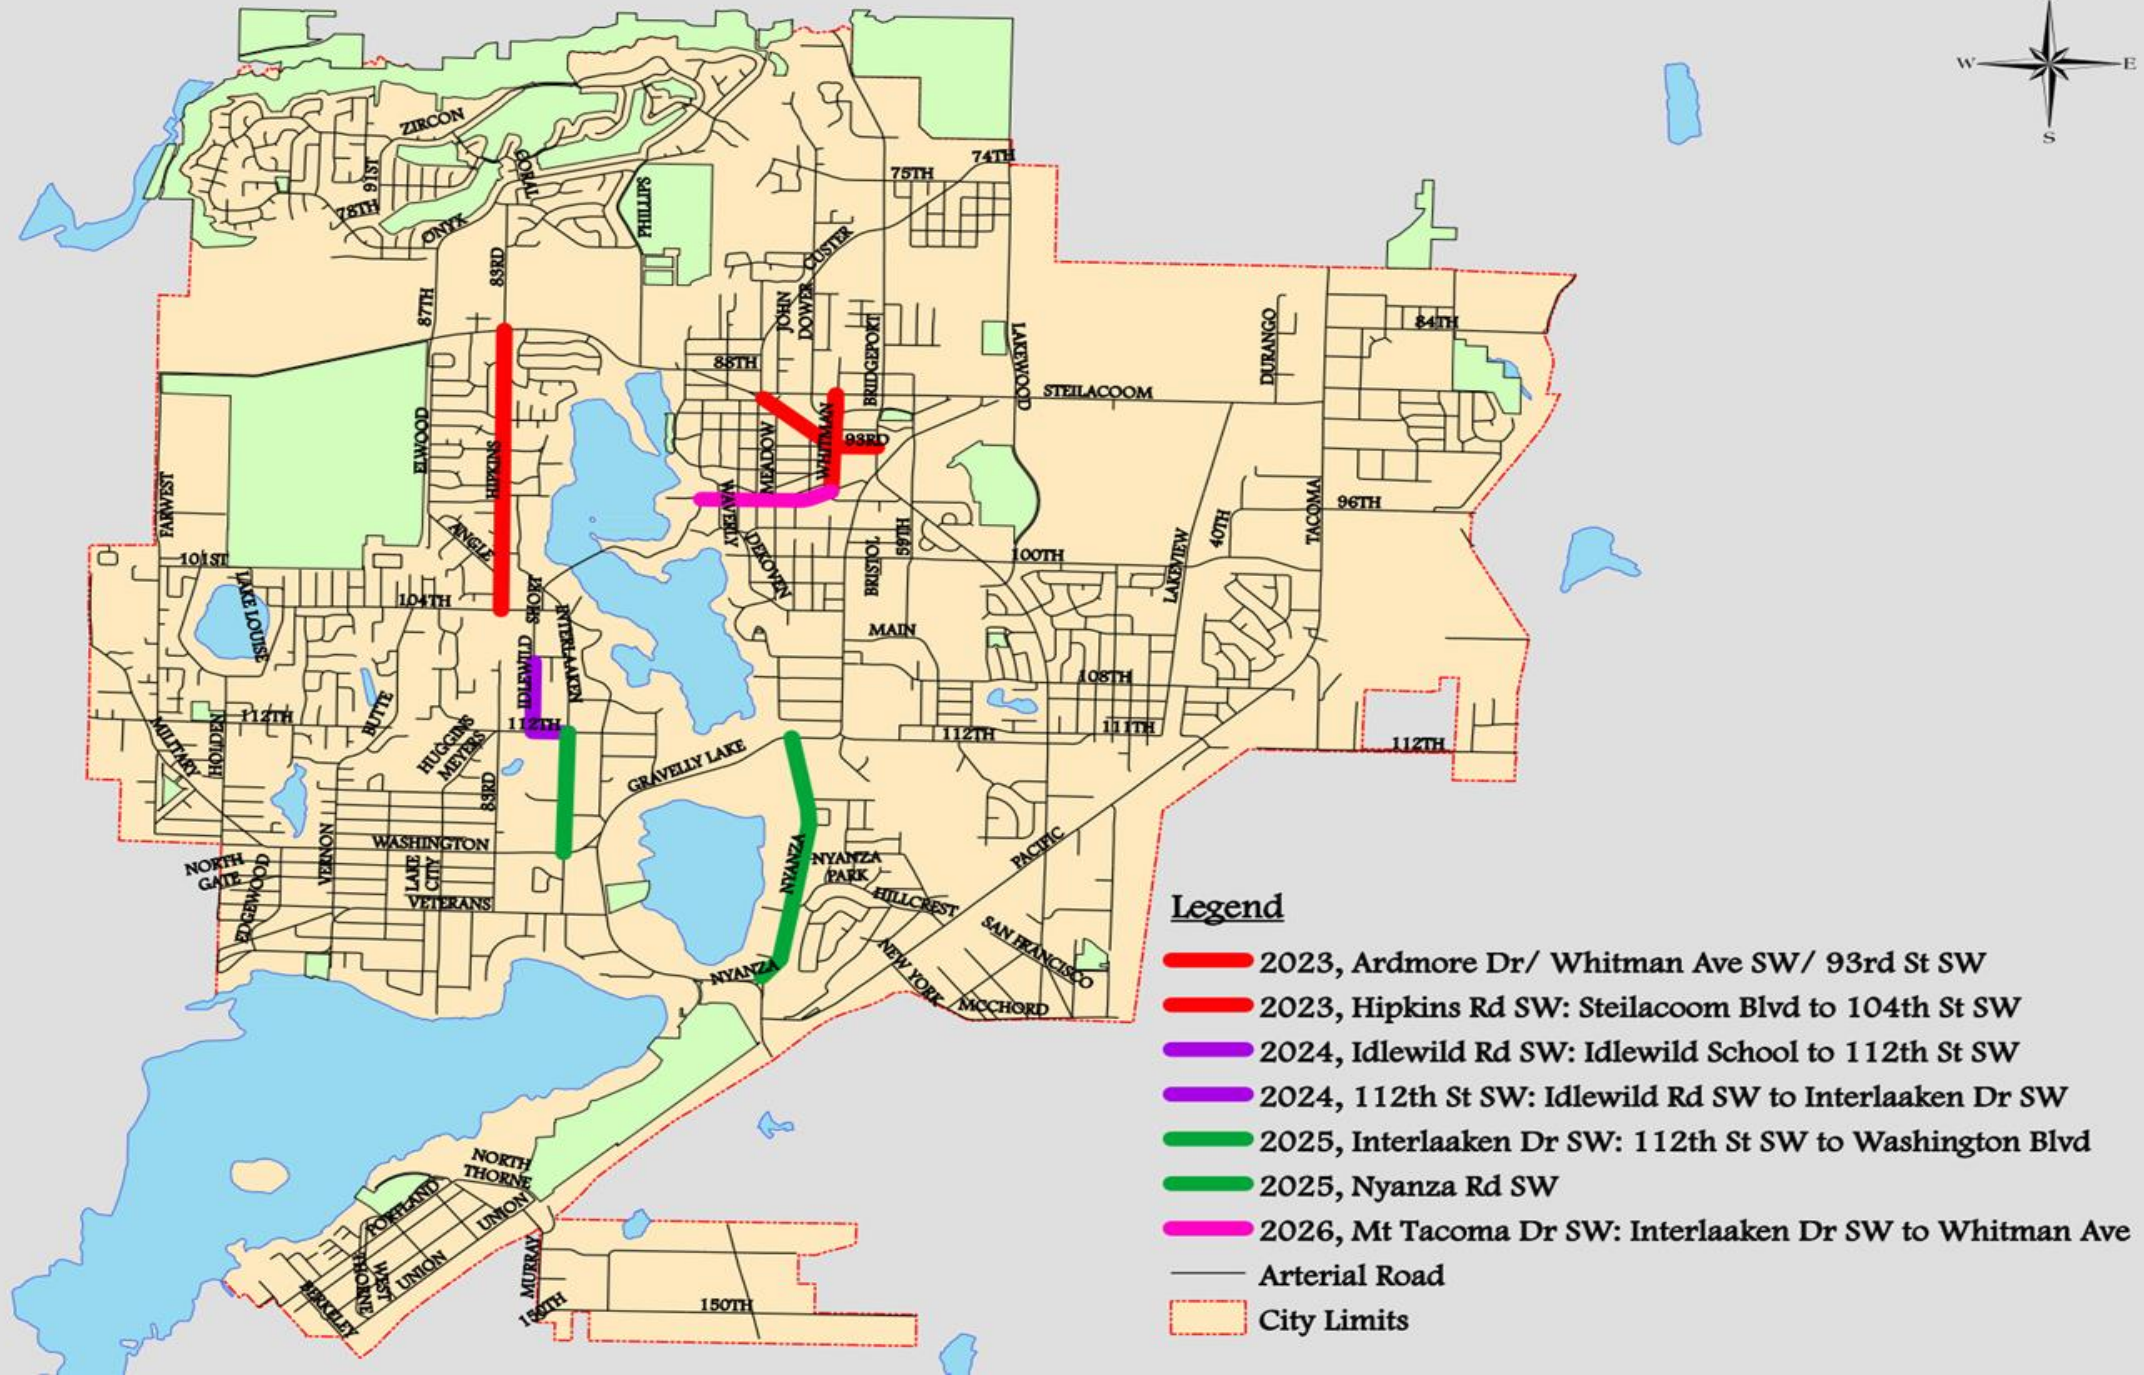 W
E
S
ZIRCON
CORAL
91ST
78TH
ONYX
83RD
87TH
PHILLIPS
74TH
75TH
CUSTER
JOHN
DOWER
BRIDGEPORT
LAKEWOOD
DURANGO
84TH
88TH
STEILACOOM
ELWOOD
HIPKINS
MEADOW
WHITMAN
93RD
FARWEST
WAVERLY
ANGLE
DEKOVEN
59TH
BRISTOL
96TH
TACOMA
40TH
LAKEVIEW
100TH
101ST
LAKE LOUISE
104TH
SHORT
INTERLAAKEN
IDLEWILD
MAIN
108TH
111TH
112TH
112TH
112TH
112TH
BUTTE
HOLDEN
MILITARY
HUGGINS
MEYERS
83RD
GRAVELLY LAKE
NYANZA
NYANZA
PARK
HILLCREST
PACIFIC
WASHINGTON
NORTH
GATE
EDGEWOOD
VERNON
LAKE
CITY
VETERANS
NYANZA
NEW YORK
SAN FRANCISCO
MCCHORD
NORTH
THORNE
PORTLAND
UNION
UNION
WEST
THORNE
BERKELEY
MURRAY
150TH
150TH
Legend
2023, Ardmore Dr/ Whitman Ave SW/ 93rd St SW
2023, Hipkins Rd SW: Steilacoom Blvd to 104th St SW
2024, Idlewild Rd SW: Idlewild School to 112th St SW
2024, 112th St SW: Idlewild Rd SW to Interlaaken Dr SW
2025, Interlaaken Dr SW: 112th St SW to Washington Blvd
2025, Nyanza Rd SW
2026, Mt Tacoma Dr SW: Interlaaken Dr SW to Whitman Ave
Arterial Road
City Limits